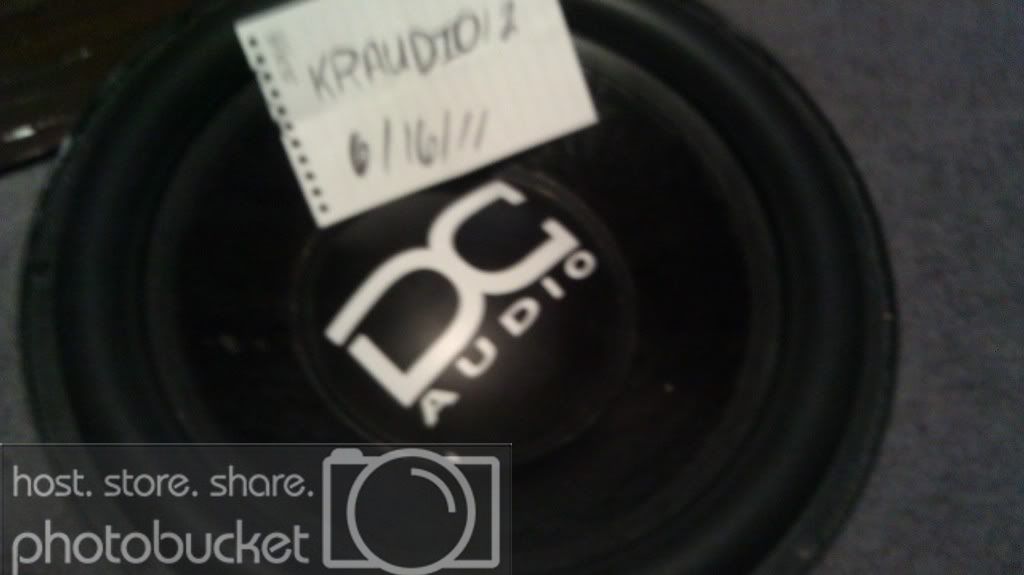 KRAUDIO12
6/16/11
DC
AUDIO
host. store. share.
photobucket